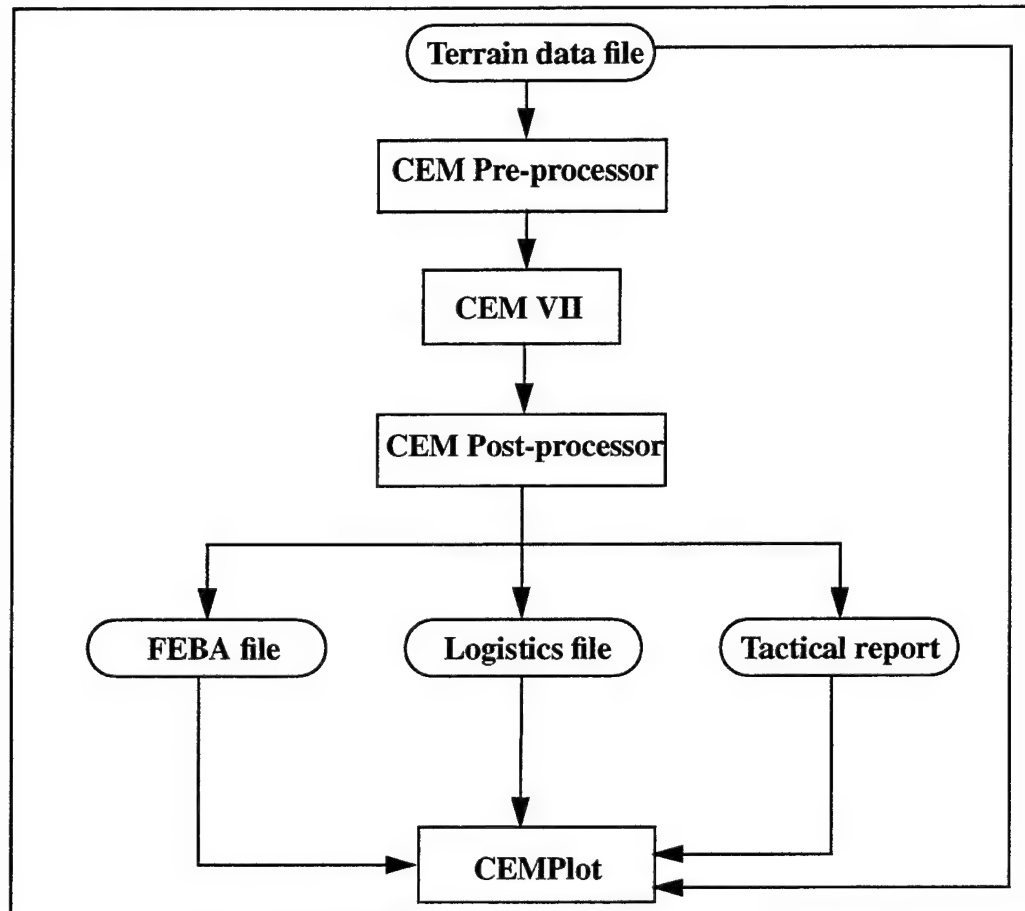 Terrain data file
CEM Pre-processor
CEM VII
CEM Post-processor
FEBA file
Logistics file
Tactical report
CEMPlot